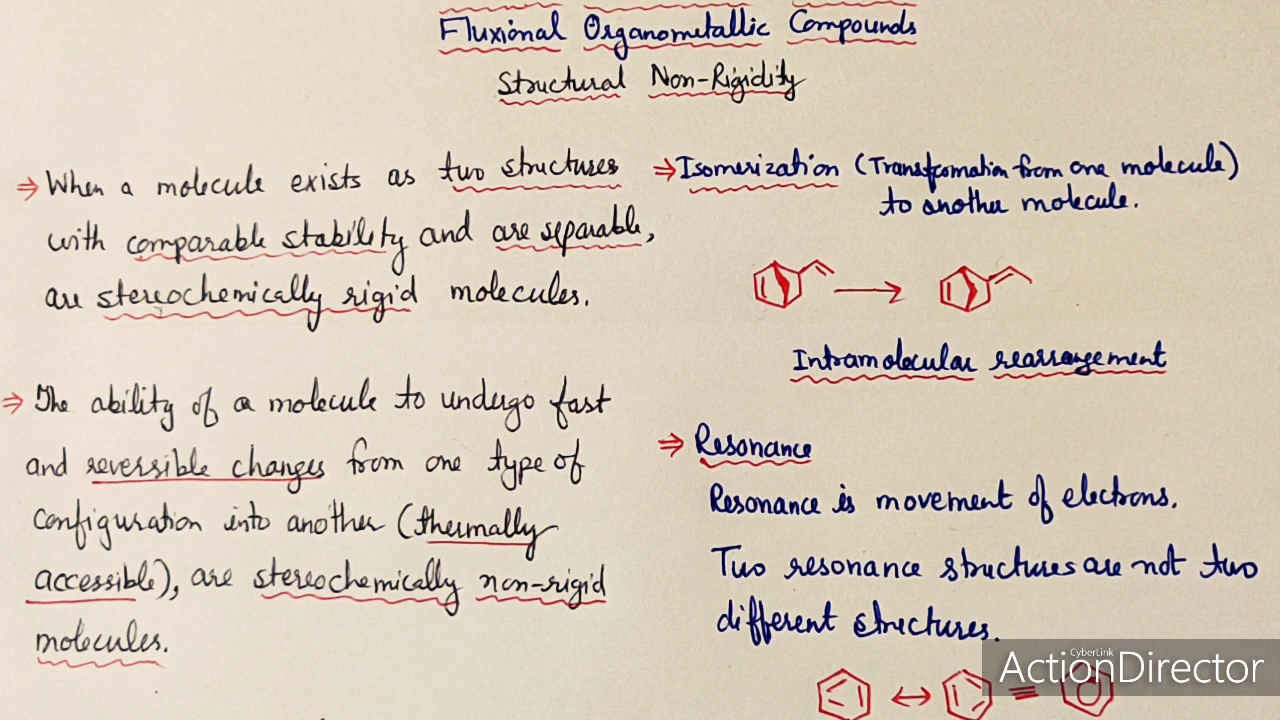 Fluxional Organometallic Compounds
Structural Non-Rigidity
⇒ When a molecule exists as two structures
with comparable stability and are separable,
are stereochemically rigid molecules.
⇒ The ability of a molecule to undergo fast
and reversible changes from one type of
configuration into another (thermally
accessible), are stereochemically non-rigid
molecules.
⇒ Isomerization (Transformation from one molecule)
to another molecule.
Intramolecular rearrangement
⇒ Resonance
Resonance is movement of electrons.
Two resonance structures are not two
different structures.
CyberLink
ActionDirector